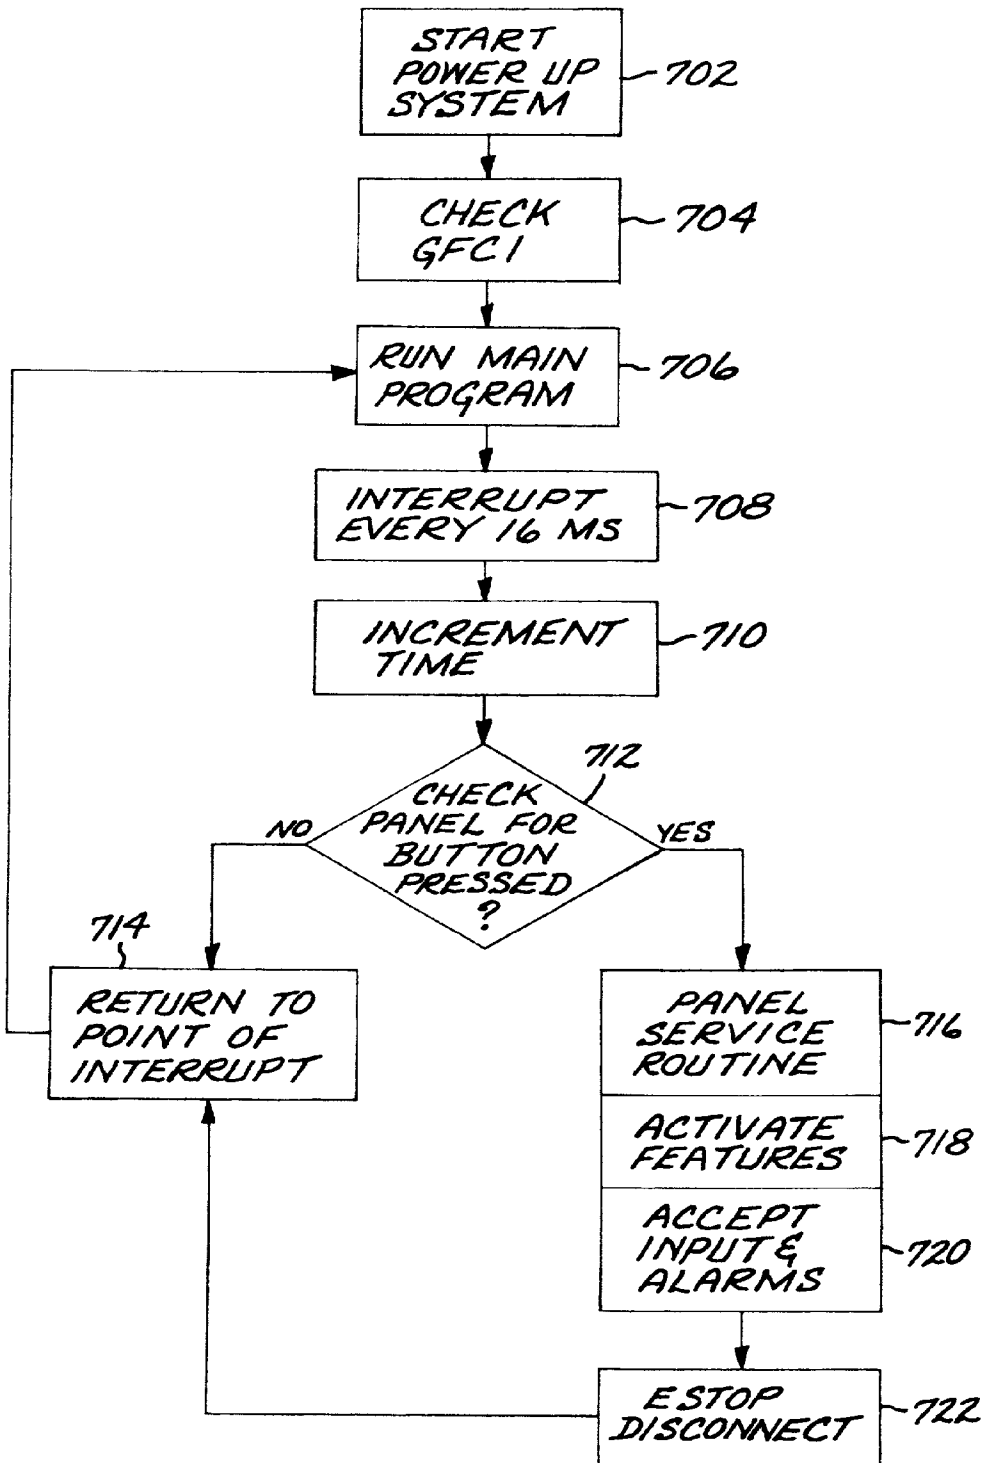 START
POWER UP
SYSTEM
702
CHECK
GFCI
704
RUN MAIN
PROGRAM
706
INTERRUPT
EVERY 16 MS
708
INCREMENT
TIME
710
712
CHECK
PANEL FOR
BUTTON
PRESSED
?
NO
YES
714
RETURN TO
POINT OF
INTERRUPT
PANEL
SERVICE
ROUTINE
716
ACTIVATE
FEATURES
718
ACCEPT
INPUT &
ALARMS
720
E STOP
DISCONNECT
722